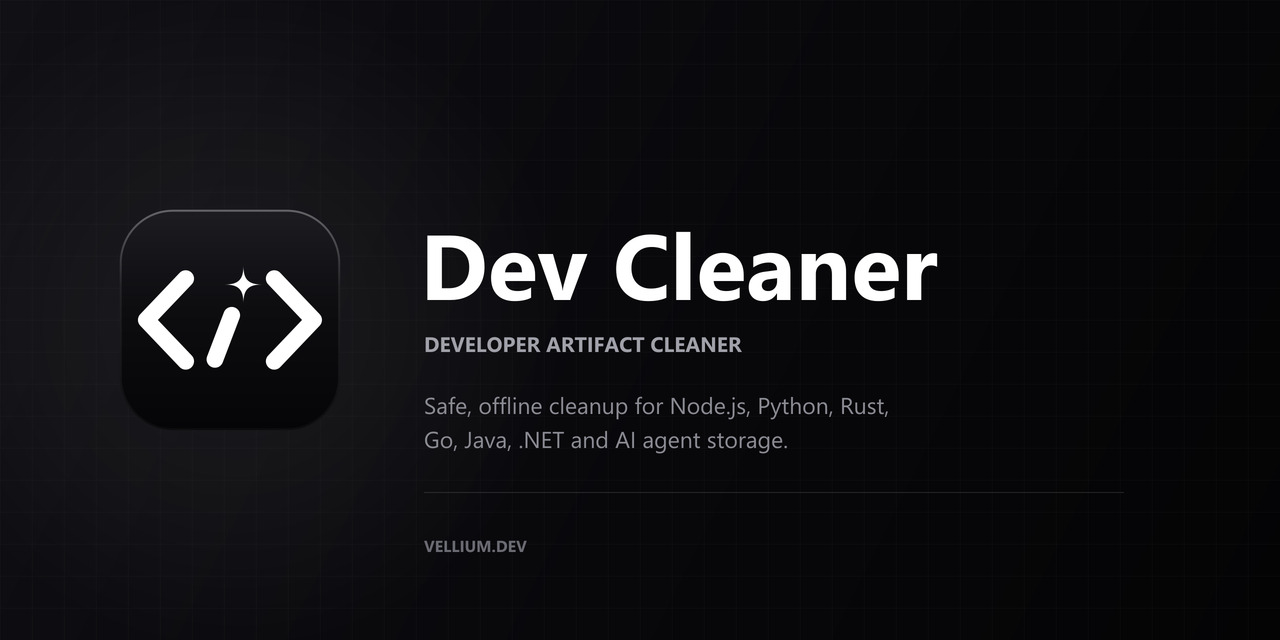 Dev Cleaner
DEVELOPER ARTIFACT CLEANER
Safe, offline cleanup for Node.js, Python, Rust,
Go, Java, .NET and AI agent storage.
VELLIUM.DEV